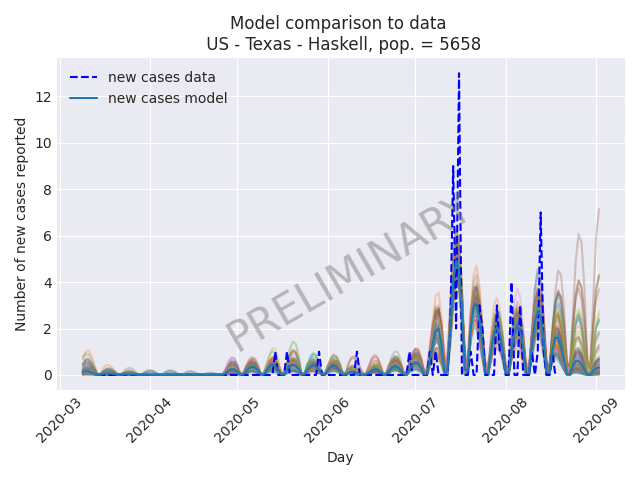 Model comparison to data
US - Texas - Haskell, pop. = 5658
new cases data
new cases model
Number of new cases reported
12
10
8
6
4
2
0
PRELIMINARY
2020-03
2020-04
2020-05
2020-06
2020-07
2020-08
2020-09
Day